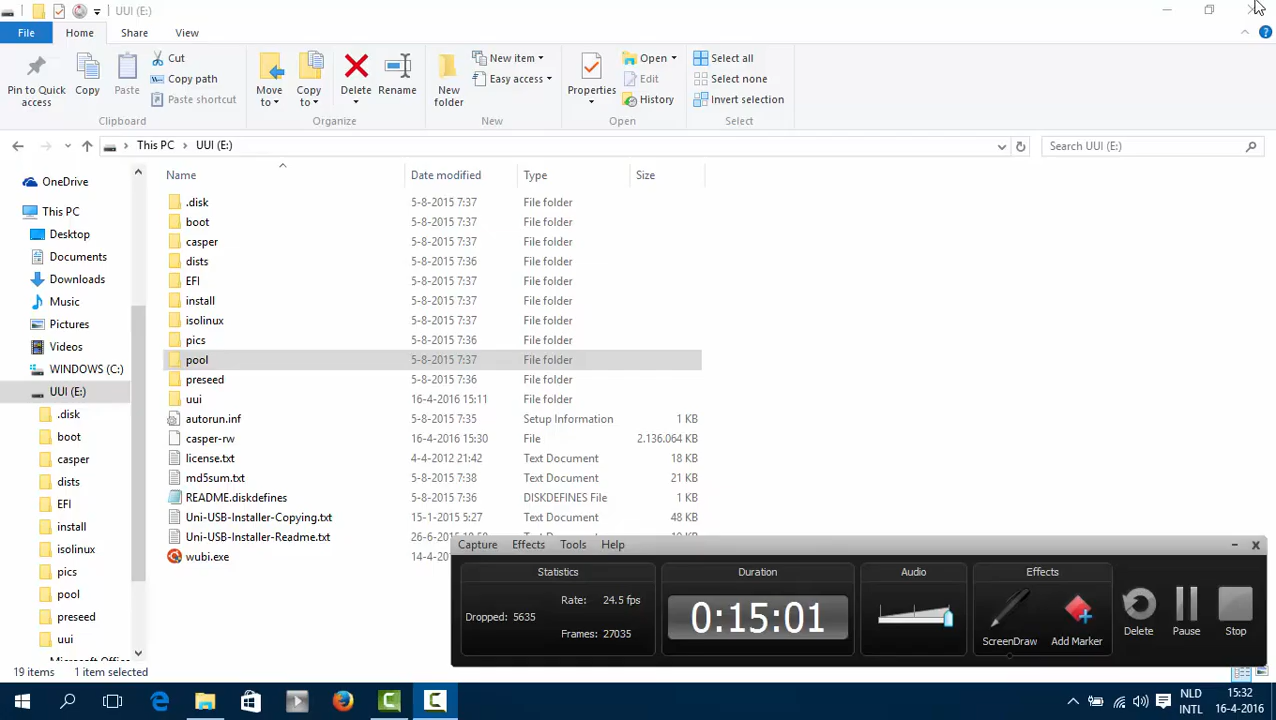 UUI (E:)
File Home Share View
Pin to Quick access
Copy
Paste
Cut
Copy path
Paste shortcut
Clipboard
Move to
Copy to
Delete
Rename
Organize
New folder
New item
Easy access
New
Properties
Open
Edit
History
Open
Select all
Select none
Invert selection
Select
This PC UUI (E:)
Search UUI (E:)
OneDrive
This PC
Desktop
Documents
Downloads
Music
Pictures
Videos
WINDOWS (C:)
UUI (E:)
.disk
boot
casper
dists
EFI
install
isolinux
pics
pool
preseed
uui
Name Date modified Type Size
.disk 5-8-2015 7:37 File folder
boot 5-8-2015 7:37 File folder
casper 5-8-2015 7:37 File folder
dists 5-8-2015 7:36 File folder
EFI 5-8-2015 7:37 File folder
install 5-8-2015 7:37 File folder
isolinux 5-8-2015 7:37 File folder
pics 5-8-2015 7:36 File folder
pool 5-8-2015 7:37 File folder
preseed 5-8-2015 7:36 File folder
uui 16-4-2016 15:11 File folder
autorun.inf 5-8-2015 7:35 Setup Information 1 KB
casper-rw 16-4-2016 15:30 File 2.136.064 KB
license.txt 4-4-2012 21:42 Text Document 18 KB
md5sum.txt 5-8-2015 7:38 Text Document 21 KB
README.diskdefines 5-8-2015 7:36 DISKDEFINES File 1 KB
Uni-USB-Installer-Copying.txt 15-1-2015 5:27 Text Document 48 KB
Uni-USB-Installer-Readme.txt Text Document
wubi.exe
Capture Effects Tools Help
Statistics
Dropped: 5635
Rate: 24.5 fps
Frames: 27035
Duration
0:15:01
Audio
Effects
ScreenDraw
Add Marker
Delete
Pause
Stop
19 items 1 item selected
NLD
INTL
15:32
16-4-2016